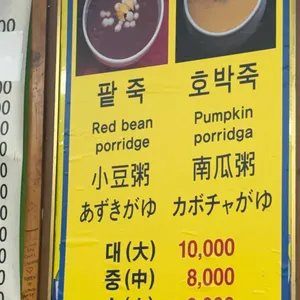 팥 죽
Red bean
porridge
小豆粥
あずきがゆ
호박죽
Pumpkin
porridga
南瓜粥
カボチャがゆ
대(大) 10,000
중(中) 8,000